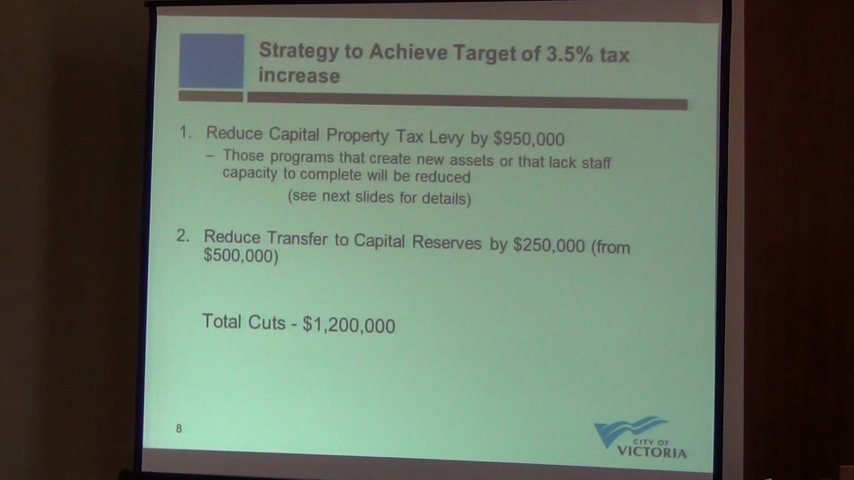 Strategy to Achieve Target of 3.5% tax
increase
1. Reduce Capital Property Tax Levy by $950,000
– Those programs that create new assets or that lack staff
capacity to complete will be reduced
(see next slides for details)
2. Reduce Transfer to Capital Reserves by $250,000 (from
$500,000)
Total Cuts - $1,200,000
8
CITY OF
VICTORIA